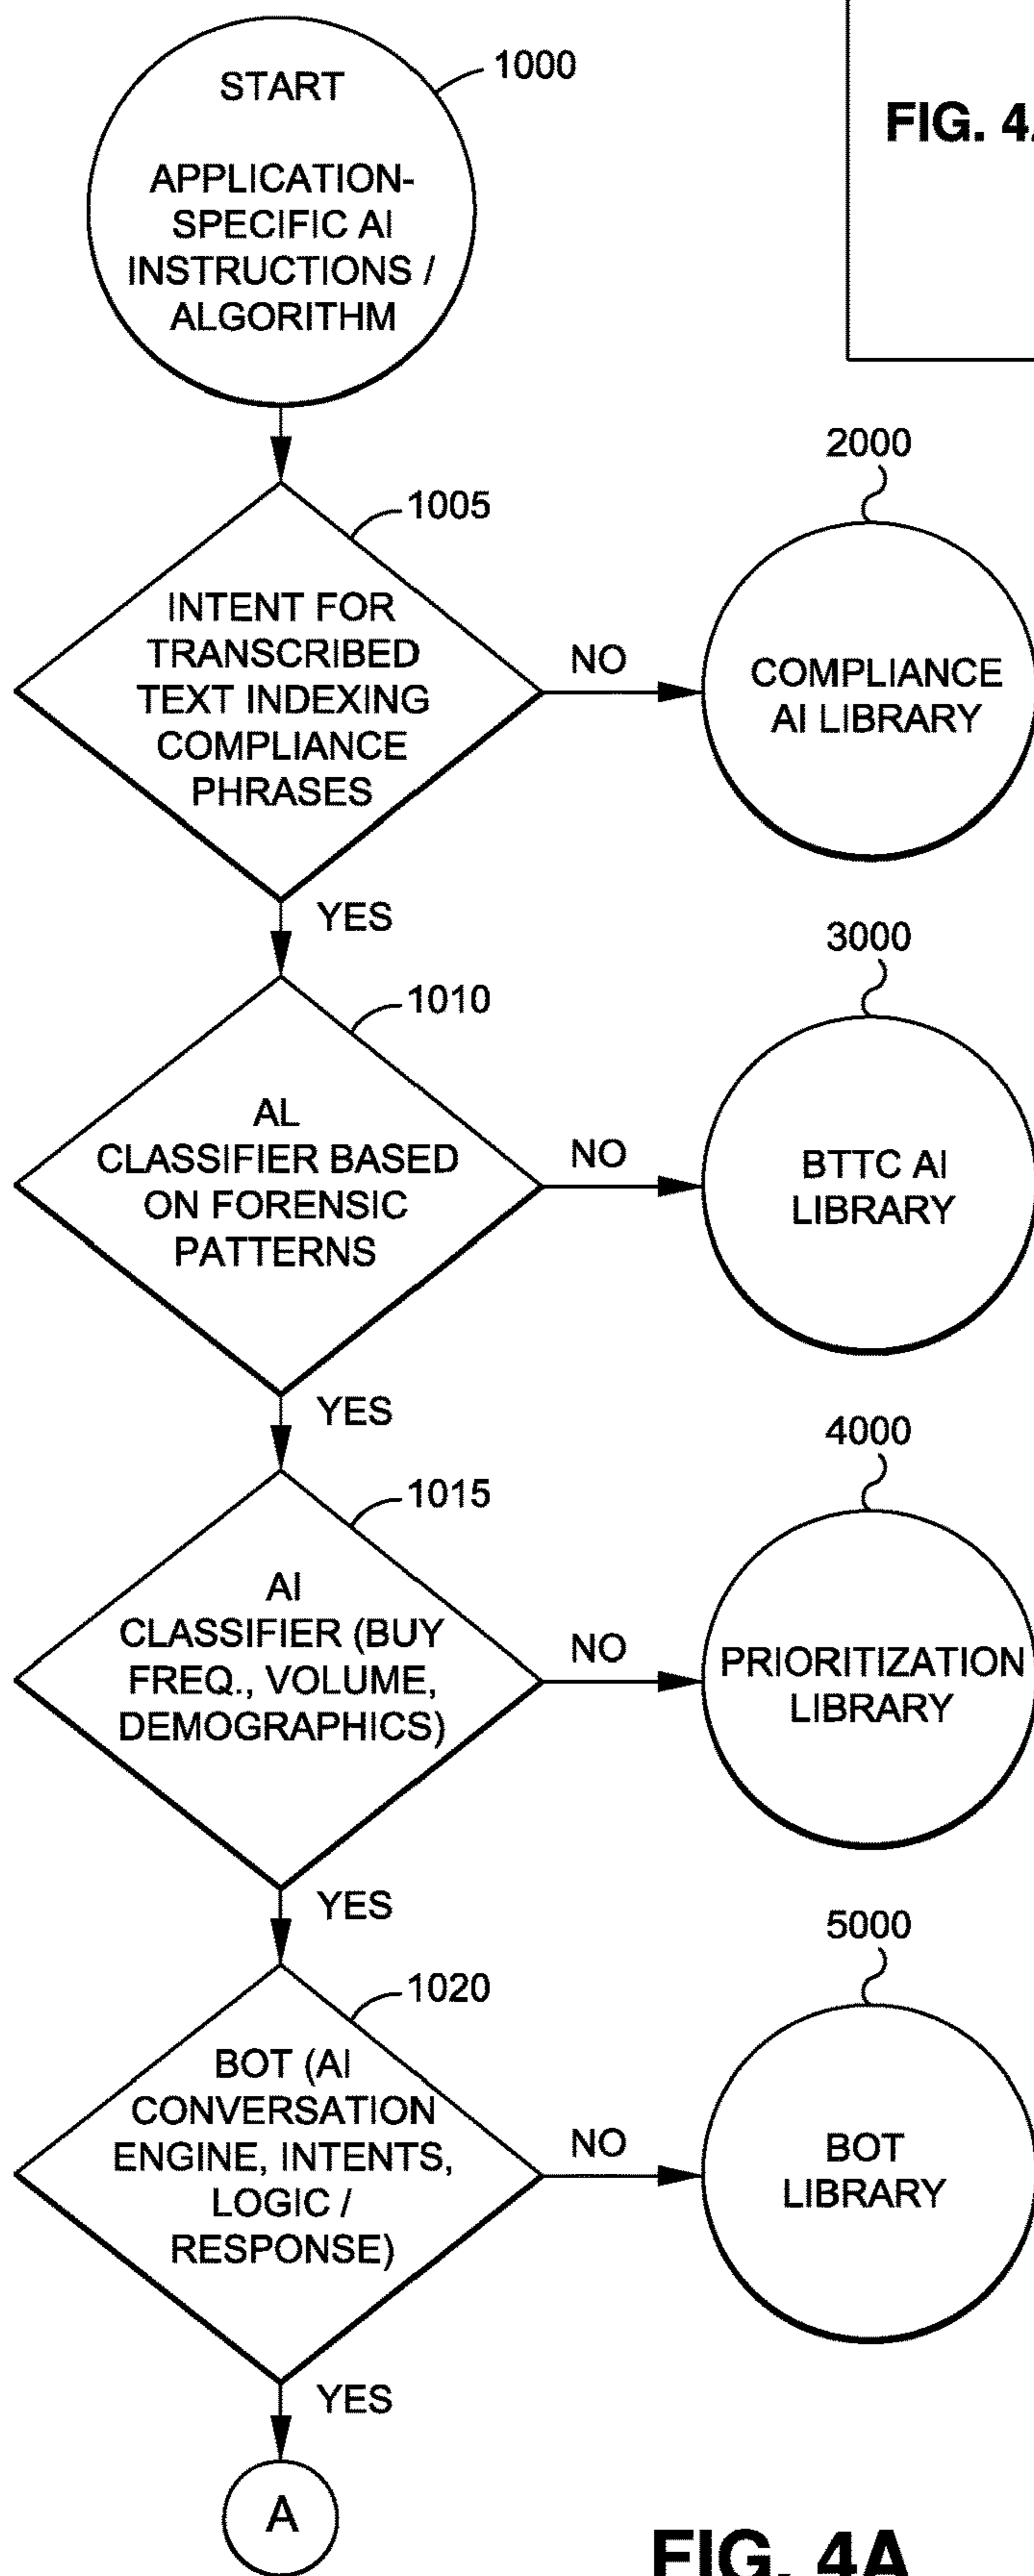 START
1000
APPLICATION-
SPECIFIC AI
INSTRUCTIONS /
ALGORITHM
FIG. 4
2000
1005
INTENT FOR
TRANSCRIBED
TEXT INDEXING
COMPLIANCE
PHRASES
NO
COMPLIANCE
AI LIBRARY
YES
3000
1010
AL
CLASSIFIER BASED
ON FORENSIC
PATTERNS
NO
BTTC AI
LIBRARY
YES
4000
1015
AI
CLASSIFIER (BUY
FREQ., VOLUME,
DEMOGRAPHICS)
NO
PRIORITIZATION
LIBRARY
YES
5000
1020
BOT (AI
CONVERSATION
ENGINE, INTENTS,
LOGIC /
RESPONSE)
NO
BOT
LIBRARY
YES
A
FIG. 4A